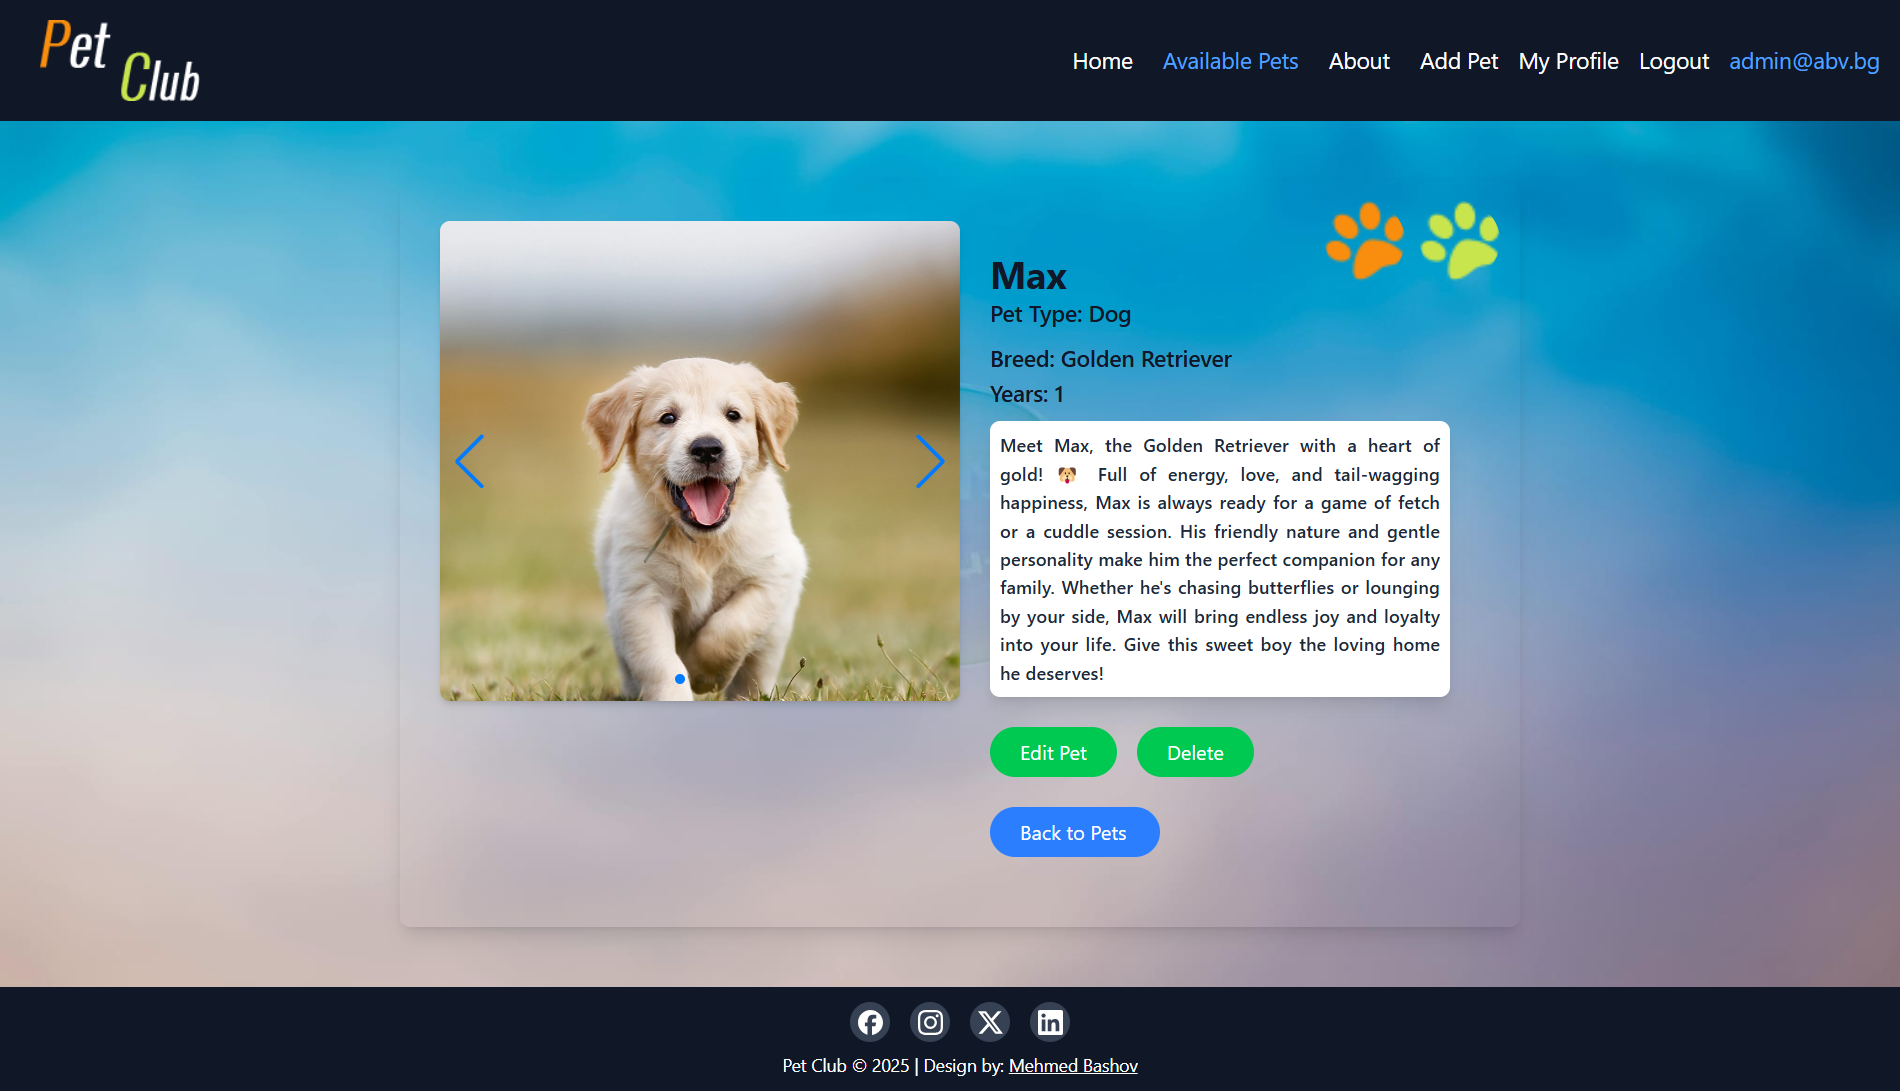 Pet
Club
Home Available Pets About Add Pet My Profile Logout admin@abv.bg
Max
Pet Type: Dog
Breed: Golden Retriever
Years: 1
Meet Max, the Golden Retriever with a heart of
gold! 🐶 Full of energy, love, and tail-wagging
happiness, Max is always ready for a game of fetch
or a cuddle session. His friendly nature and gentle
personality make him the perfect companion for any
family. Whether he's chasing butterflies or lounging
by your side, Max will bring endless joy and loyalty
into your life. Give this sweet boy the loving home
he deserves!
Edit Pet Delete
Back to Pets
Pet Club © 2025 | Design by: Mehmed Bashov